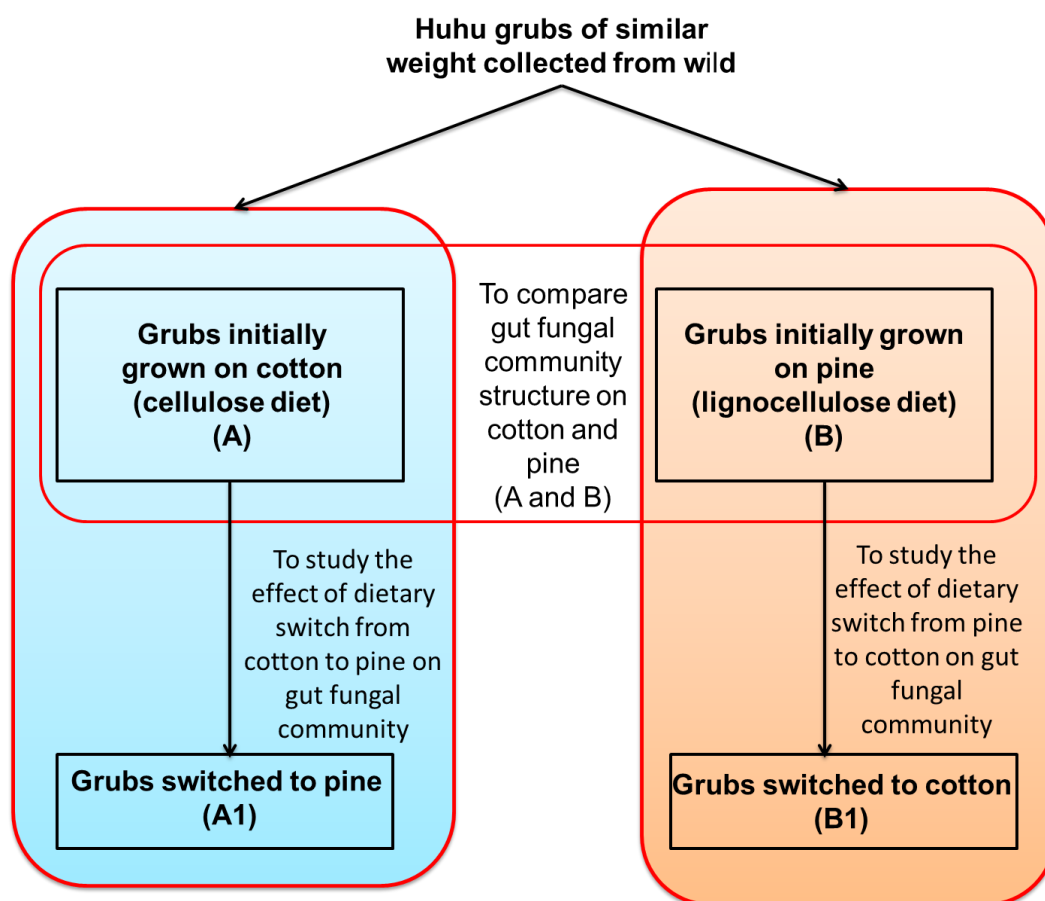 Huhu grubs of similar
weight collected from wild
Grubs initially
grown on cotton
(cellulose diet)
(A)
To compare
gut fungal
community
structure on
cotton and
pine
(A and B)
Grubs initially grown
on pine
(lignocellulose diet)
(B)
To study the
effect of dietary
switch from
cotton to pine on
gut fungal
community
To study the
effect of dietary
switch from pine
to cotton on gut
fungal
community
Grubs switched to pine
(A1)
Grubs switched to cotton
(B1)